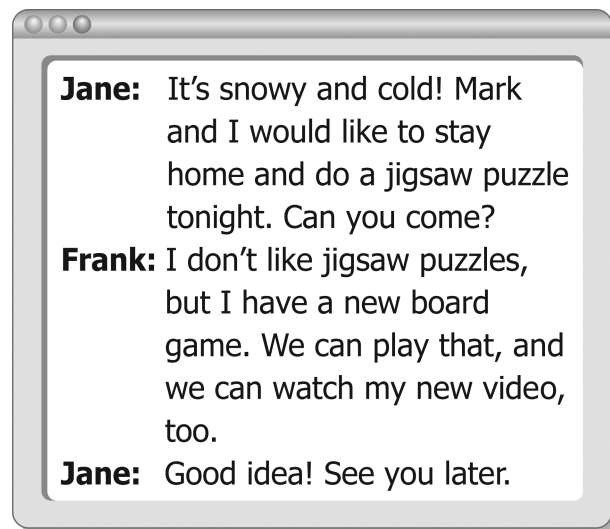 Jane: It's snowy and cold! Mark
and I would like to stay
home and do a jigsaw puzzle
tonight. Can you come?
Frank: I don't like jigsaw puzzles,
but I have a new board
game. We can play that, and
we can watch my new video,
too.
Jane: Good idea! See you later.